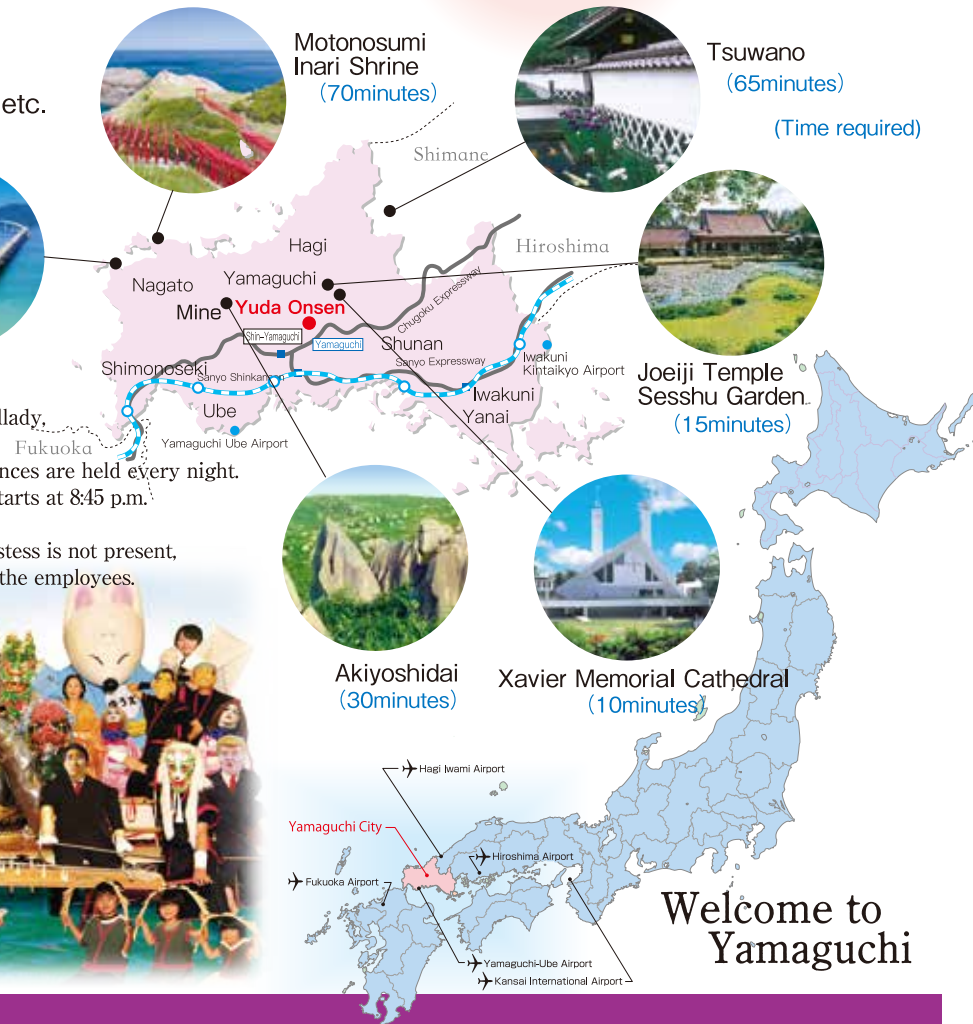 Motonosumi
Inari Shrine
(70minutes)
Tsuwano
(65minutes)
(Time required)
etc.
Shimane
Hiroshima
Hagi
Nagato
Yamaguchi
Mine
Yuda Onsen
Chugoku Expressway
Shin-Yamaguchi
Yamaguchi
Shunan
Sanyo Expressway
Iwakuni
Kintaikyo Airport
Shimonoseki
Iwakuni
Yanai
Ube
Yamaguchi Ube Airport
Fukuoka
Joeiji Temple
Sesshu Garden
(15minutes)
llady,
nces are held every night.
tarts at 8:45 p.m.
stess is not present,
the employees.
Akiyoshidai
(30minutes)
Xavier Memorial Cathedral
(10minutes)
Hagi Iwami Airport
Yamaguchi City
Hiroshima Airport
Fukuoka Airport
Yamaguchi-Ube Airport
Kansai International Airport
Welcome to
Yamaguchi